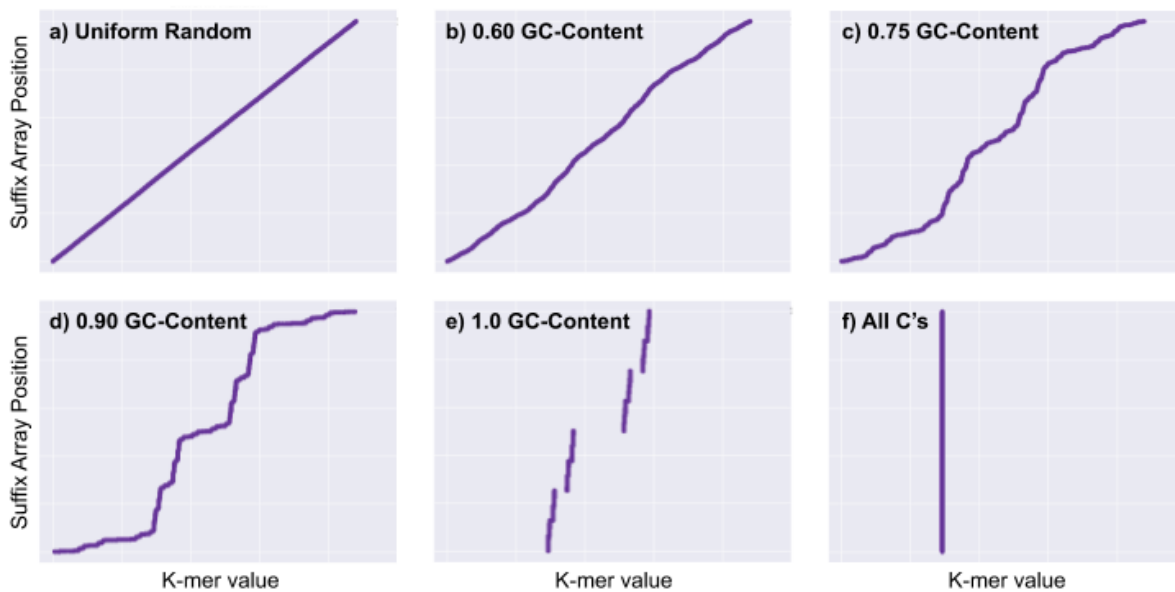 a) Uniform Random
b) 0.60 GC-Content
c) 0.75 GC-Content
Suffix Array Position
d) 0.90 GC-Content
e) 1.0 GC-Content
f) All C's
Suffix Array Position
K-mer value
K-mer value
K-mer value